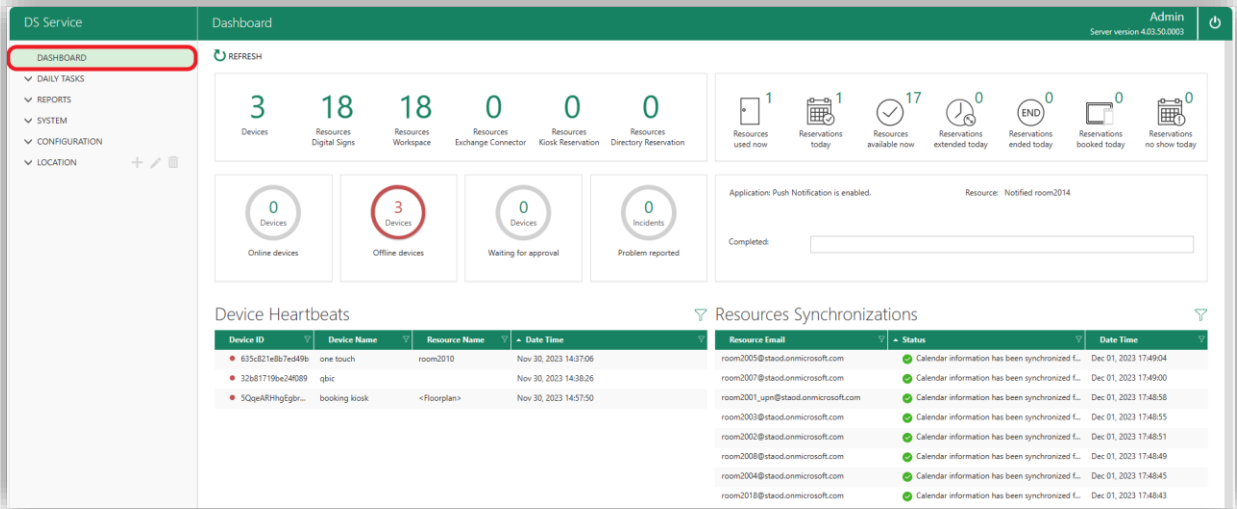 DS Service
Dashboard
Admin
Server version 4.03.50.0003
DASHBOARD
DAILY TASKS
REPORTS
SYSTEM
CONFIGURATION
LOCATION
REFRESH
3
Devices
18
Resources
Digital Signs
18
Resources
Workspace
0
Resources
Exchange Connector
0
Resources
Kiosk Reservation
0
Resources
Directory Reservation
1
Resources
used now
1
Reservations
today
17
Resources
available now
0
Reservations
extended today
END
0
Reservations
ended today
0
Reservations
booked today
0
Reservations
no show today
0
Devices
Online devices
3
Devices
Offline devices
0
Devices
Waiting for approval
0
Incidents
Problem reported
Application: Push Notification is enabled. Resource: Notified room2014
Completed:
Device Heartbeats
Device ID Device Name Resource Name Date Time
635c821e8b7ed49b one touch room2010 Nov 30, 2023 14:37:06
32b81719be24f089 qbic Nov 30, 2023 14:38:26
5QqeARHhgEgbr... booking kiosk <Floorplan> Nov 30, 2023 14:57:50
Resources Synchronizations
Resource Email Status Date Time
room2005@staod.onmicrosoft.com Calendar information has been synchronized f... Dec 01, 2023 17:49:04
room2007@staod.onmicrosoft.com Calendar information has been synchronized f... Dec 01, 2023 17:49:00
room2001_upn@staod.onmicrosoft.com Calendar information has been synchronized f... Dec 01, 2023 17:48:58
room2003@staod.onmicrosoft.com Calendar information has been synchronized f... Dec 01, 2023 17:48:55
room2002@staod.onmicrosoft.com Calendar information has been synchronized f... Dec 01, 2023 17:48:51
room2008@staod.onmicrosoft.com Calendar information has been synchronized f... Dec 01, 2023 17:48:49
room2004@staod.onmicrosoft.com Calendar information has been synchronized f... Dec 01, 2023 17:48:45
room2018@staod.onmicrosoft.com Calendar information has been synchronized f... Dec 01, 2023 17:48:43